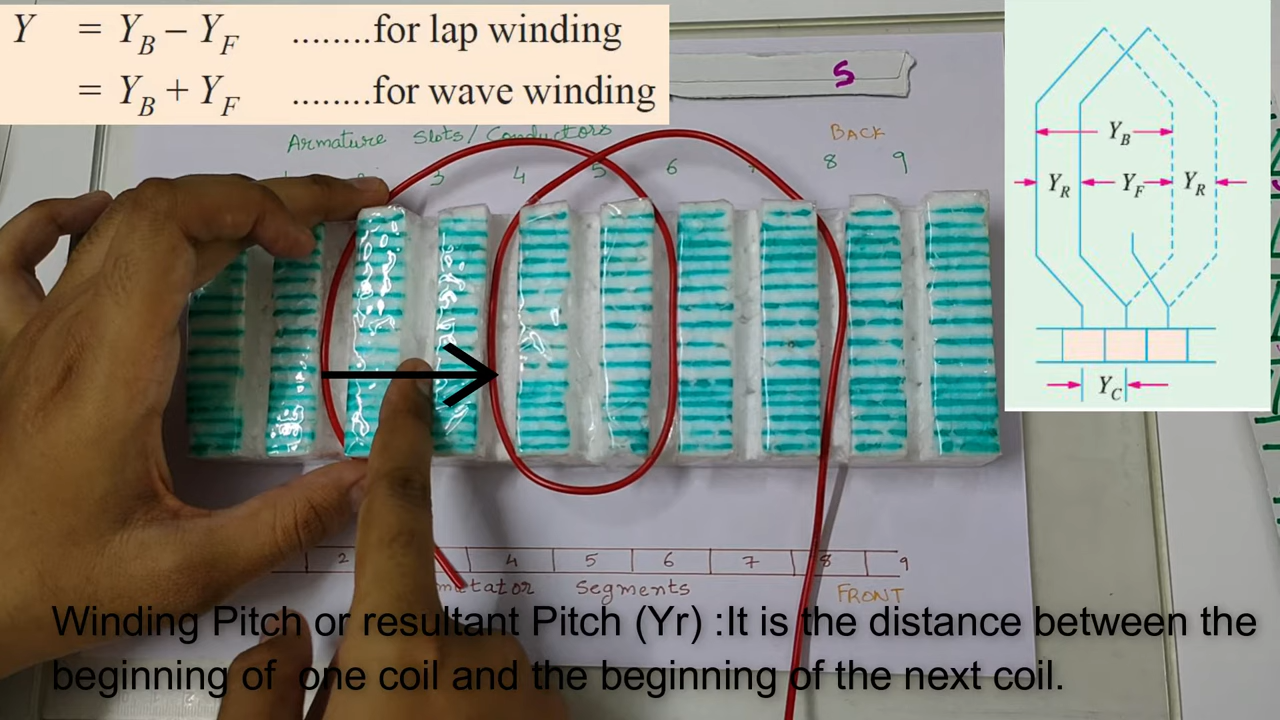 Y = Y_B − Y_F ........for lap winding
= Y_B + Y_F ........for wave winding
S
Armature Slots/Conductors
BACK
3 4 5 6 8 9
Y_B
Y_R Y_F Y_R
Y_C
2 4 5 6 7 8 9
Segments
FRONT
Winding Pitch or resultant Pitch (Yr) :It is the distance between the
beginning of one coil and the beginning of the next coil.